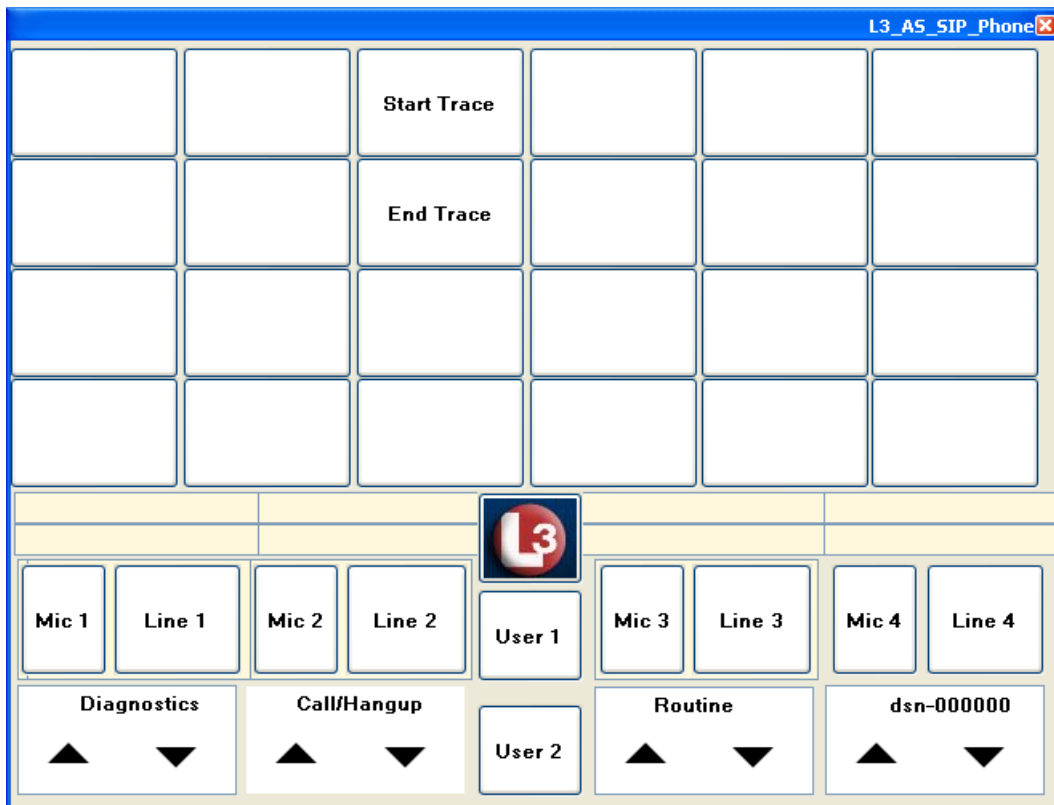 L3_AS_SIP_Phone
Start Trace
End Trace
L3
Mic 1 Line 1 Mic 2 Line 2 User 1 Mic 3 Line 3 Mic 4 Line 4
Diagnostics Call/Hangup Routine dsn-000000
User 2